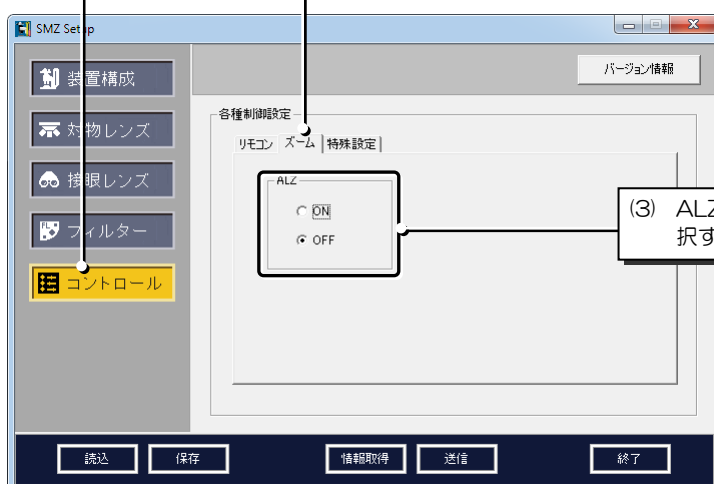 SMZ Setup
バージョン情報
装置構成
対物レンズ
接眼レンズ
フィルター
コントロール
各種制御設定
リモコン ズーム 特殊設定
ALZ
ON
OFF
(3) ALZ
択す
読込 保存 情報取得 送信 終了